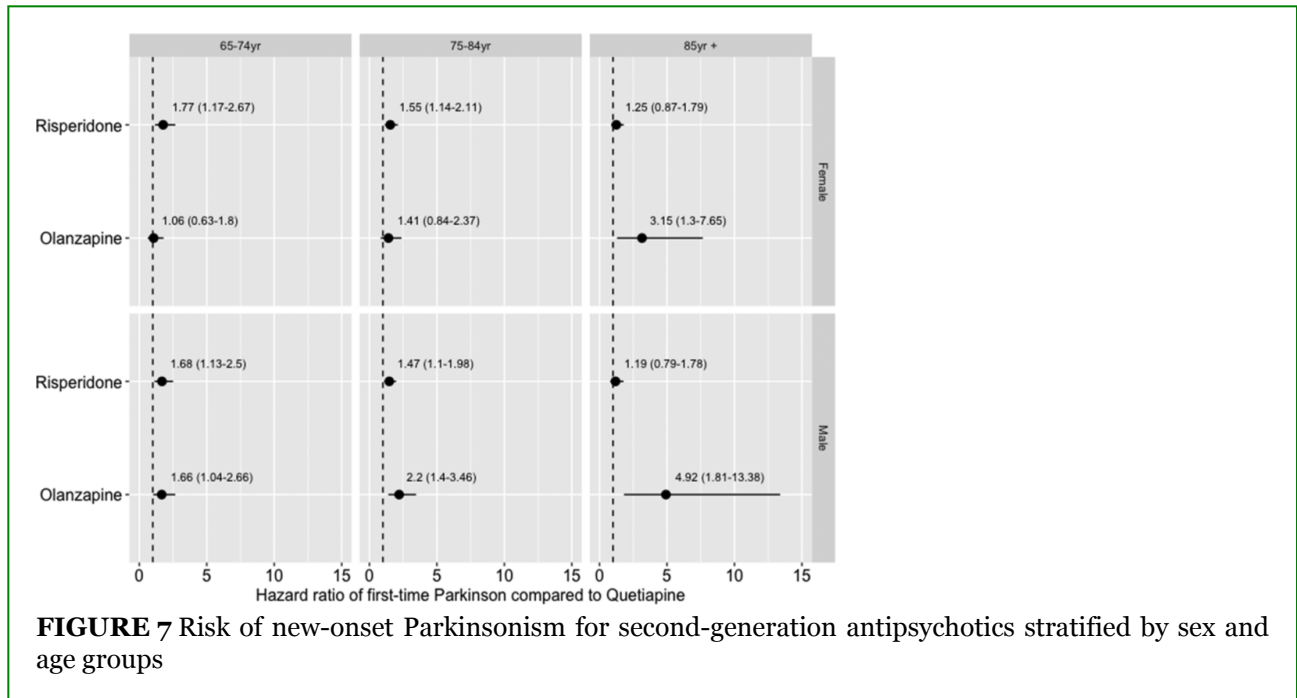 65-74yr 75-84yr 85yr +
1.77 (1.17-2.67) 1.55 (1.14-2.11) 1.25 (0.87-1.79)
Risperidone
Female
1.06 (0.63-1.8) 1.41 (0.84-2.37) 3.15 (1.3-7.65)
Olanzapine
1.68 (1.13-2.5) 1.47 (1.1-1.98) 1.19 (0.79-1.78)
Risperidone
Male
1.66 (1.04-2.66) 2.2 (1.4-3.46) 4.92 (1.81-13.38)
Olanzapine
0 5 10 15 0 5 10 15 0 5 10 15
Hazard ratio of first-time Parkinson compared to Quetiapine
FIGURE 7 Risk of new-onset Parkinsonism for second-generation antipsychotics stratified by sex and
age groups